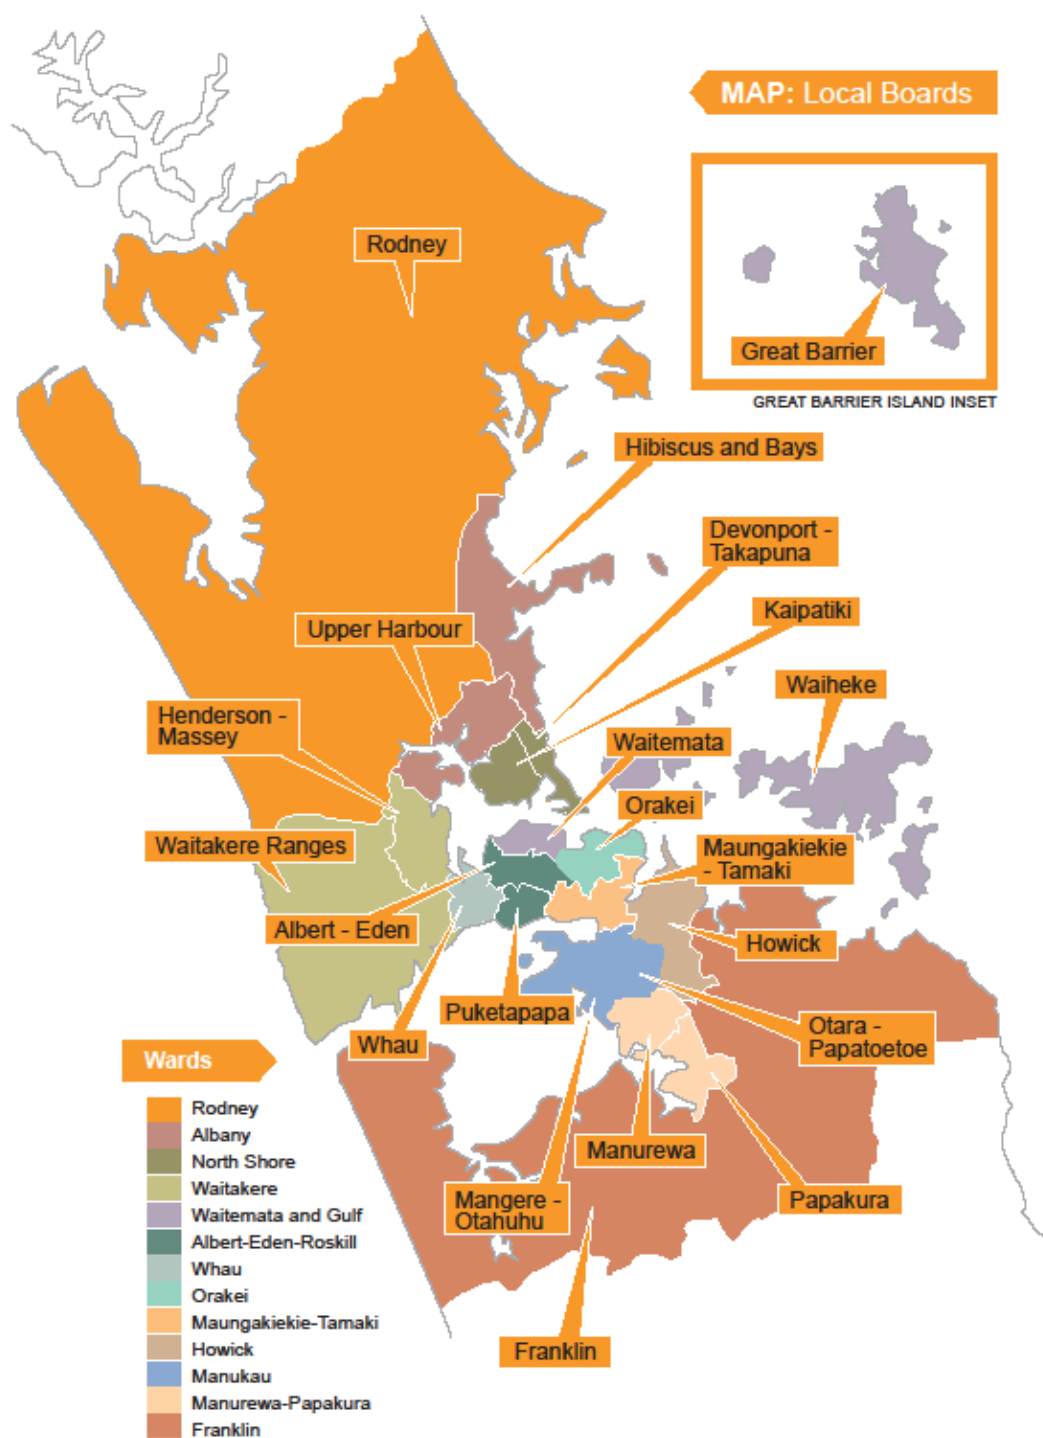 MAP: Local Boards
Rodney
Great Barrier
GREAT BARRIER ISLAND INSET
Hibiscus and Bays
Devonport -
Takapuna
Kaipatiki
Upper Harbour
Waiheke
Henderson -
Massey
Waitemata
Orakei
Waitakere Ranges
Maungakiekie
- Tamaki
Albert - Eden
Howick
Puketapapa
Otara -
Papatoetoe
Whau
Manurewa
Mangere -
Otahuhu
Papakura
Franklin
Wards
Rodney
Albany
North Shore
Waitakere
Waitemata and Gulf
Albert-Eden-Roskill
Whau
Orakei
Maungakiekie-Tamaki
Howick
Manukau
Manurewa-Papakura
Franklin